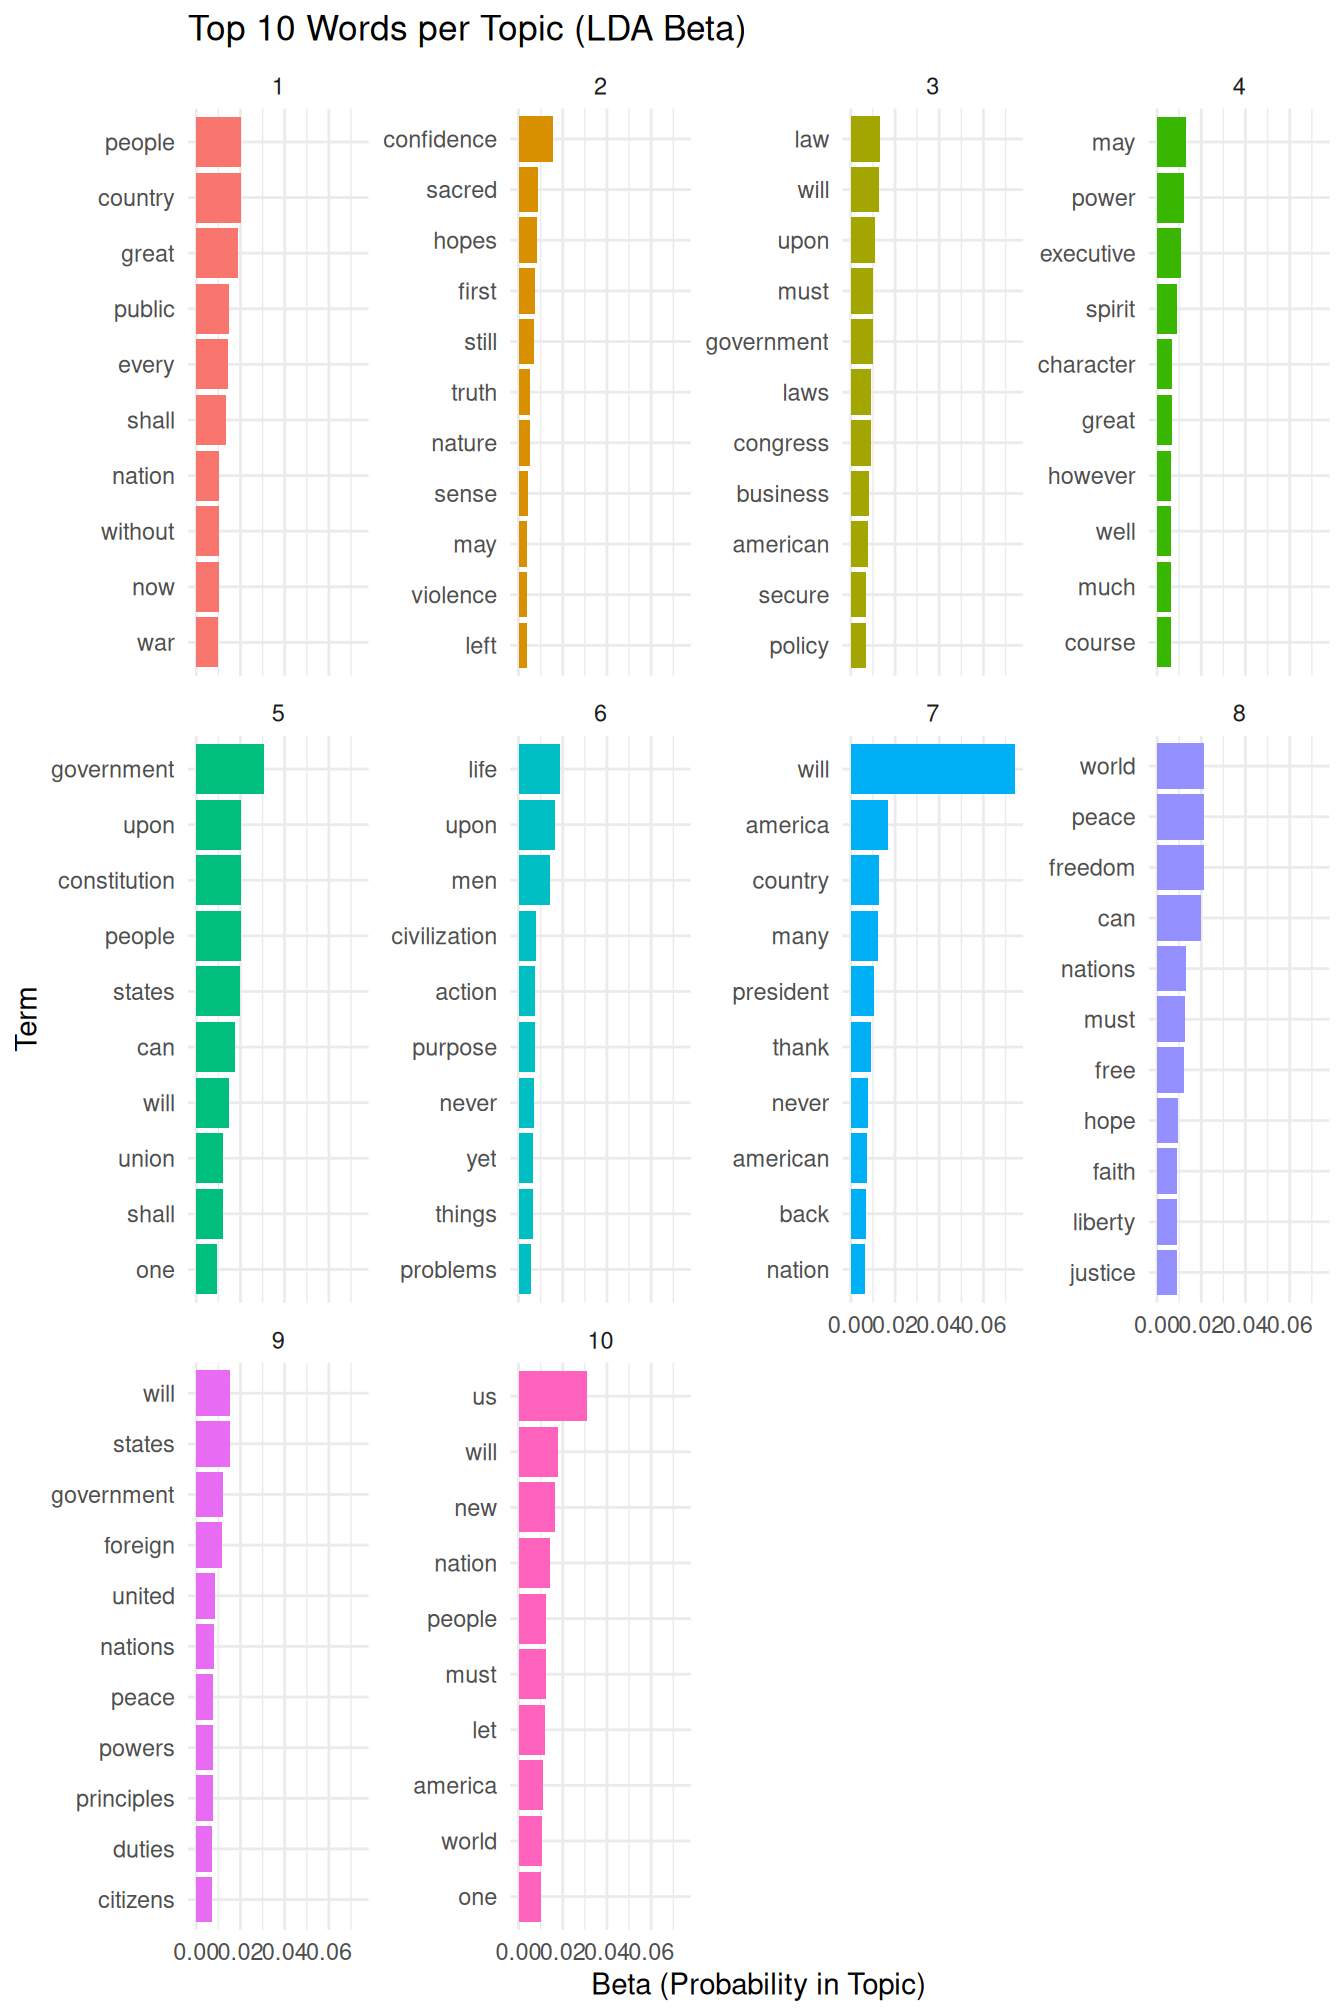 Top 10 Words per Topic (LDA Beta)
1
people
country
great
public
every
shall
nation
without
now
war
2
confidence
sacred
hopes
first
still
truth
nature
sense
may
violence
left
3
law
will
upon
must
government
laws
congress
business
american
secure
policy
4
may
power
executive
spirit
character
great
however
well
much
course
5
government
upon
constitution
people
states
can
will
union
shall
one
6
life
upon
men
civilization
action
purpose
never
yet
things
problems
7
will
america
country
many
president
thank
never
american
back
nation
0.00 0.02 0.04 0.06
8
world
peace
freedom
can
nations
must
free
hope
faith
liberty
justice
0.00 0.02 0.04 0.06
9
will
states
government
foreign
united
nations
peace
powers
principles
duties
citizens
0.00 0.02 0.04 0.06
10
us
will
new
nation
people
must
let
america
world
one
0.00 0.02 0.04 0.06
Term
Beta (Probability in Topic)